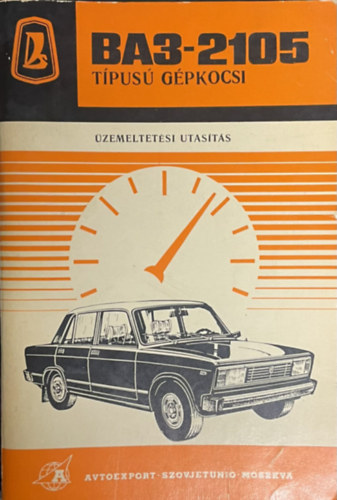 ВАЗ-2105
TÍPUSÚ GÉPKOCSI
ÜZEMELTETÉSI UTASÍTÁS
AVTOEXPORT·SZOVJETUNIÓ·MOSZKVA